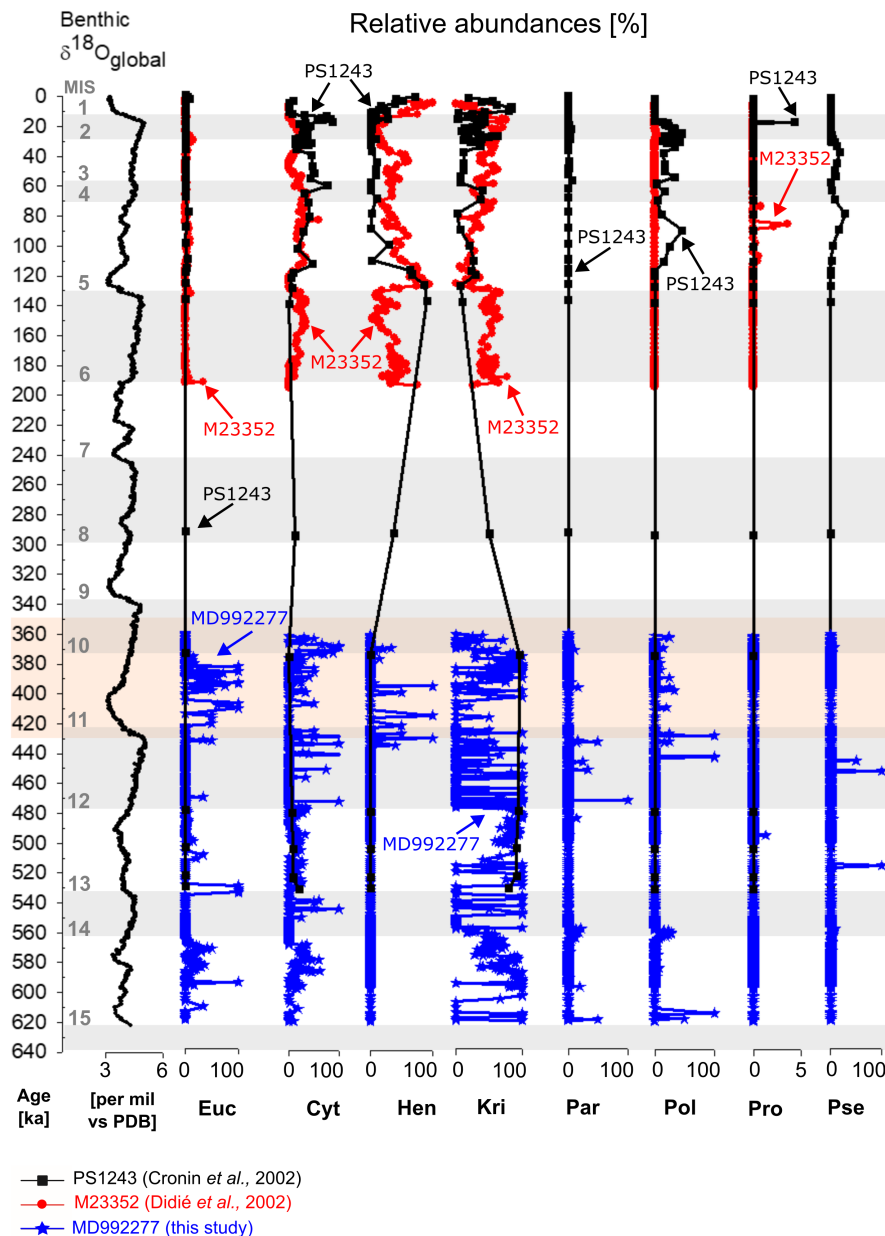 Benthic
δ18Oglobal
Relative abundances [%]
MIS
PS1243
PS1243
M23352
PS1243
PS1243
M23352
M23352
M23352
PS1243
MD992277
MD992277
0
20
40
60
80
100
120
140
160
180
200
220
240
260
280
300
320
340
360
380
400
420
440
460
480
500
520
540
560
580
600
620
640
1
2
3
4
5
6
7
8
9
10
11
12
13
14
15
3 6 0 100 0 100 0 100 0 100 0 100 0 100 0 5 0 100
Age
[ka]
[per mil
vs PDB]
Euc Cyt Hen Kri Par Pol Pro Pse
PS1243 (Cronin et al., 2002)
M23352 (Didié et al., 2002)
MD992277 (this study)